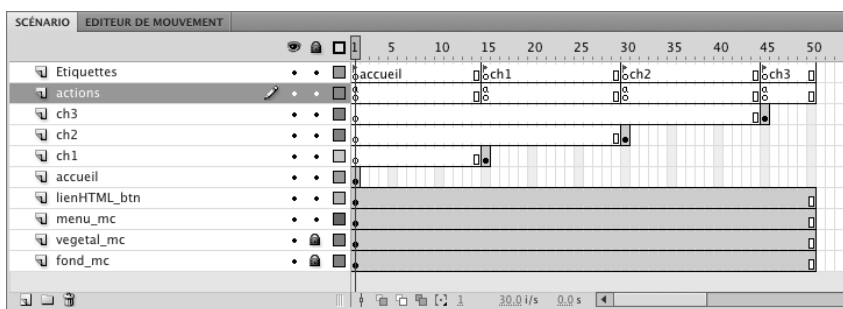 SCÉNARIO EDITEUR DE MOUVEMENT
1 5 10 15 20 25 30 35 40 45 50
Etiquettes accueil ch1 ch2 ch3
actions a a a a
ch3
ch2
ch1
accueil
lienHTML_btn
menu_mc
vegetal_mc
fond_mc
1 30.0 i/s 0.0 s